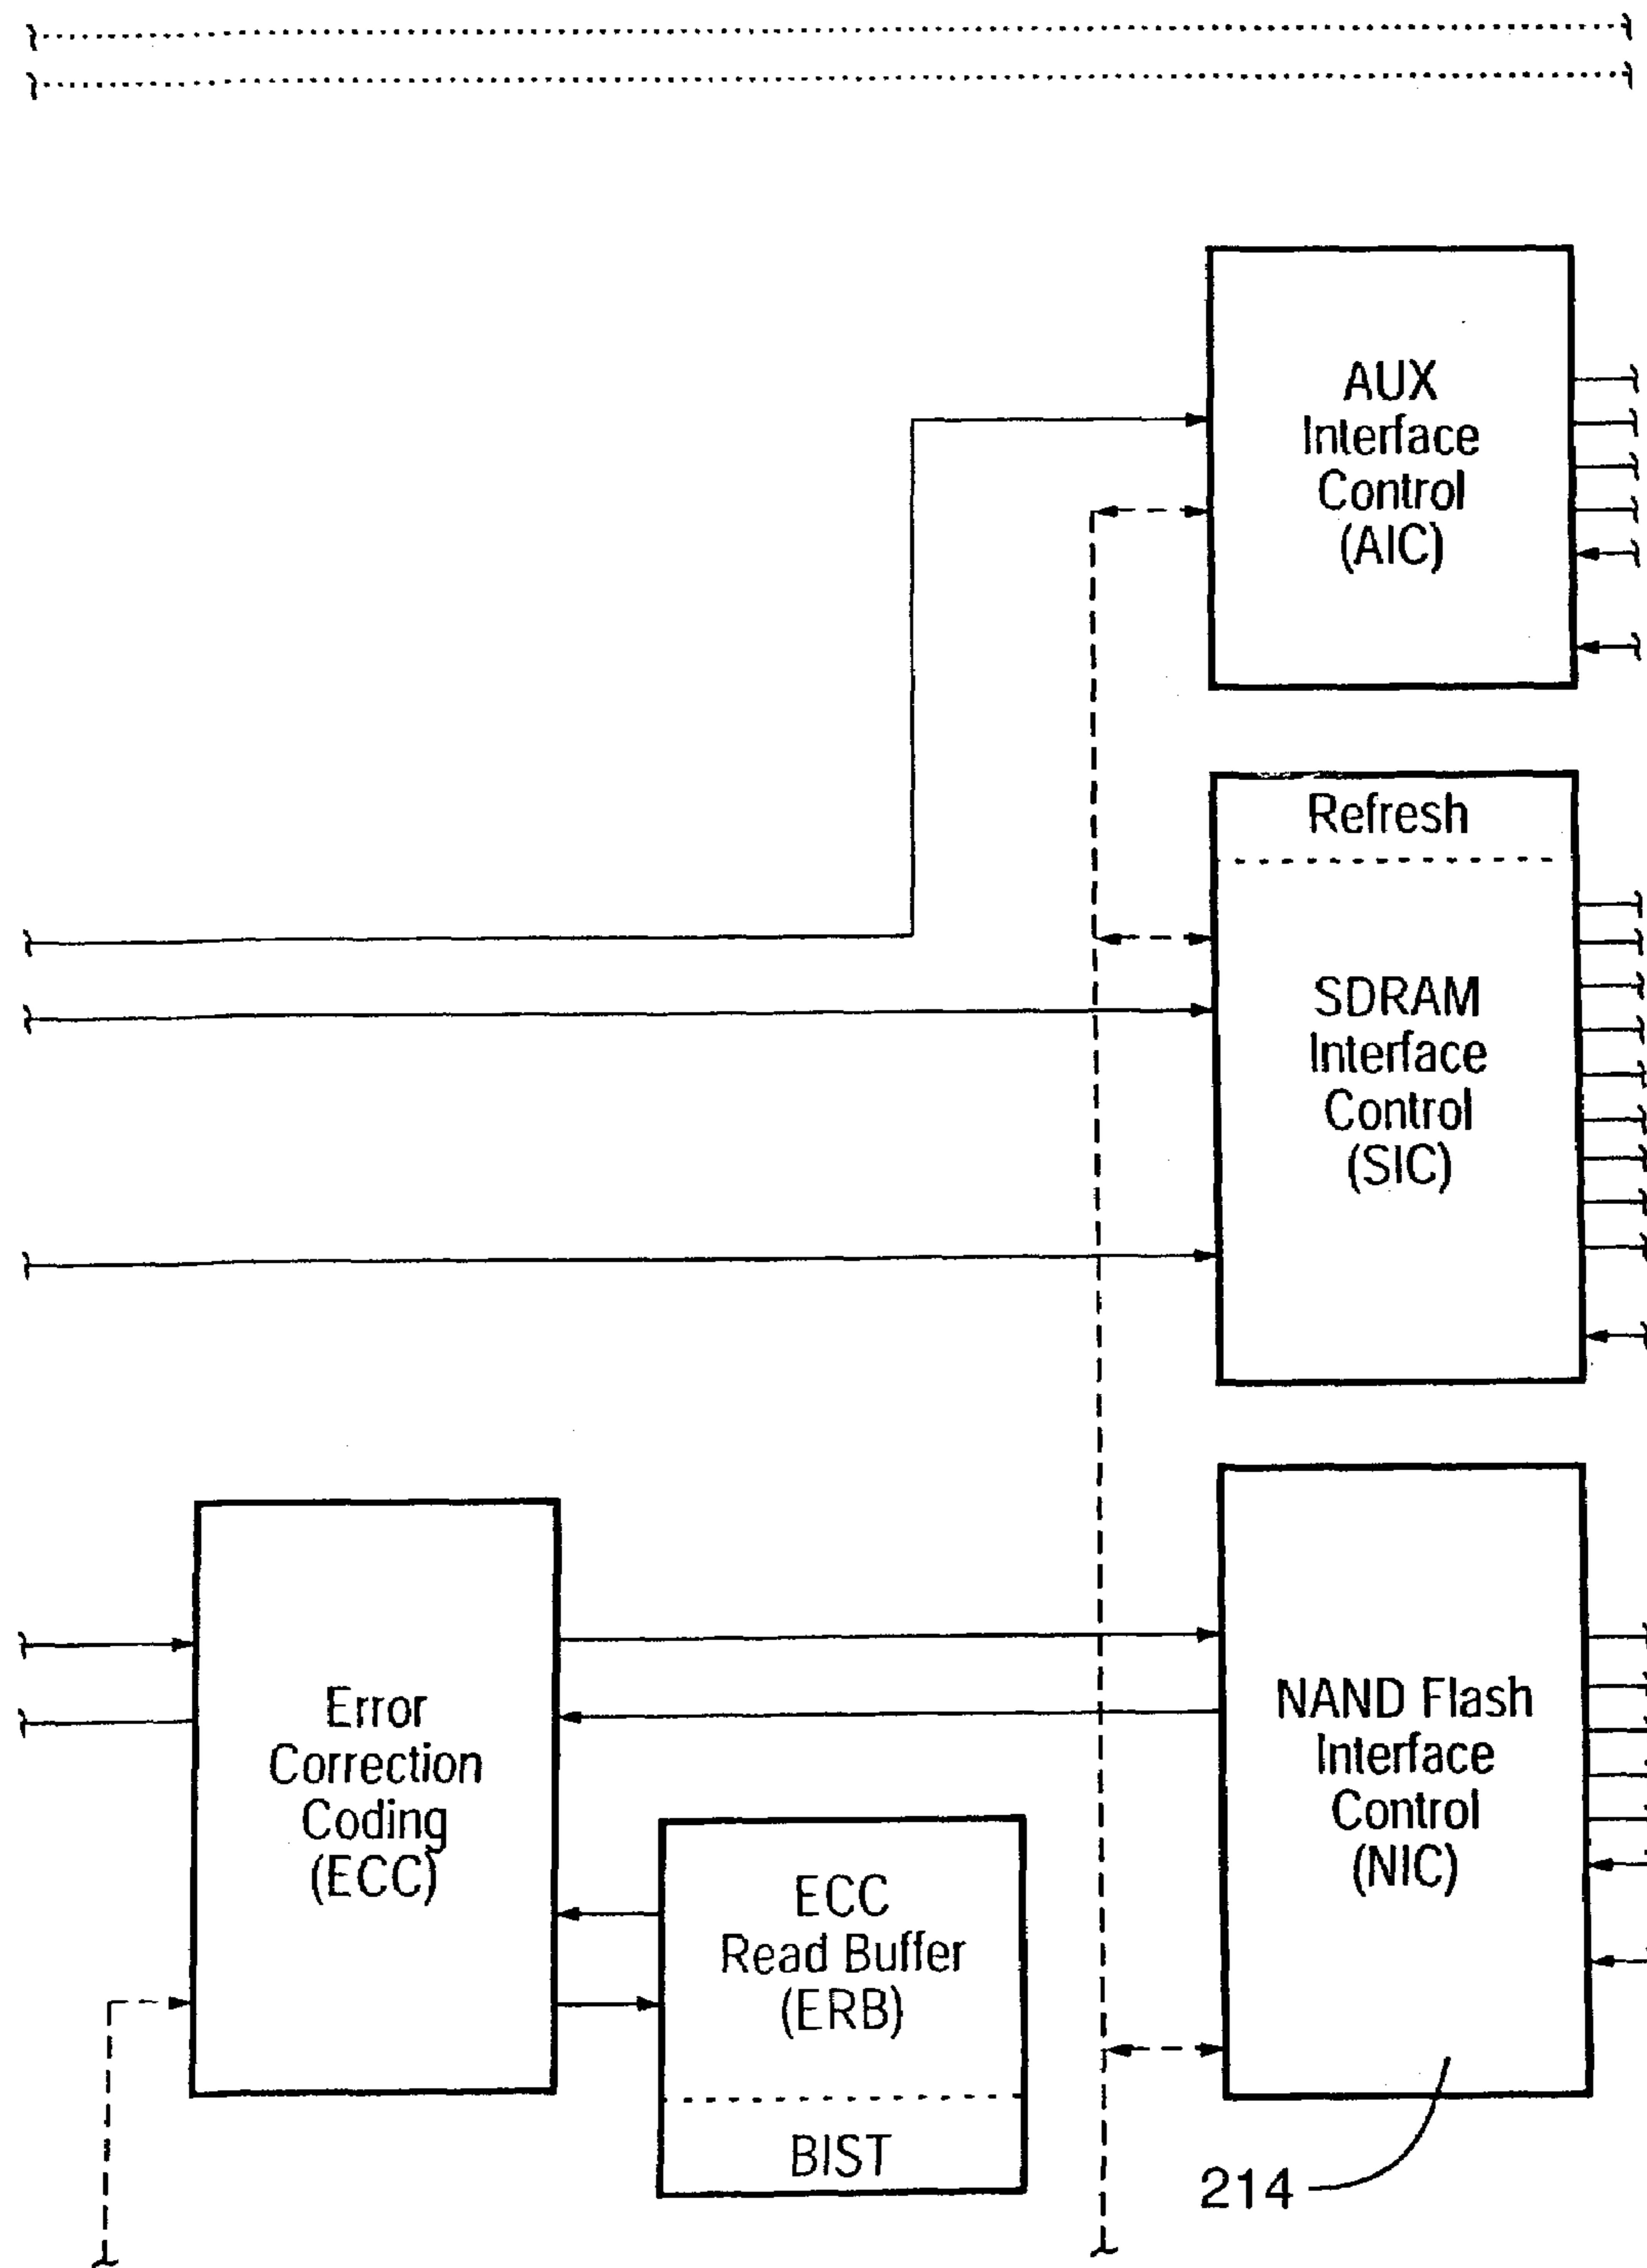 AUX
Interface
Control
(AIC)
Refresh
SDRAM
Interface
Control
(SIC)
Error
Correction
Coding
(ECC)
ECC
Read Buffer
(ERB)
BIST
NAND Flash
Interface
Control
(NIC)
214